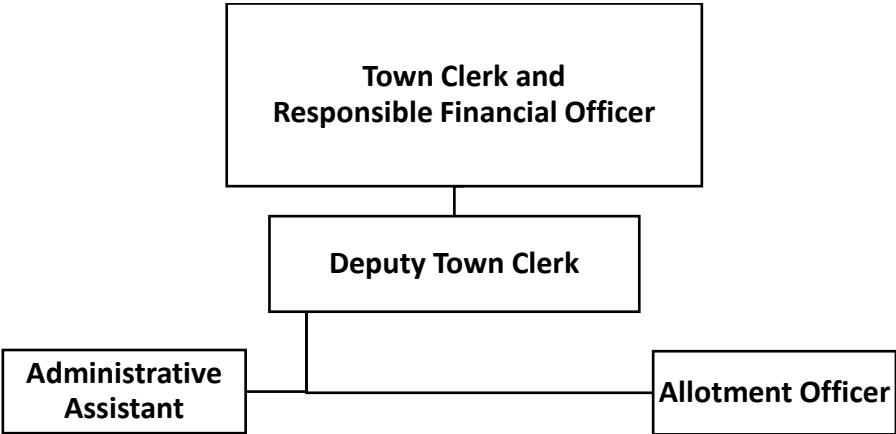 Town Clerk and
Responsible Financial Officer
Deputy Town Clerk
Administrative
Assistant
Allotment Officer